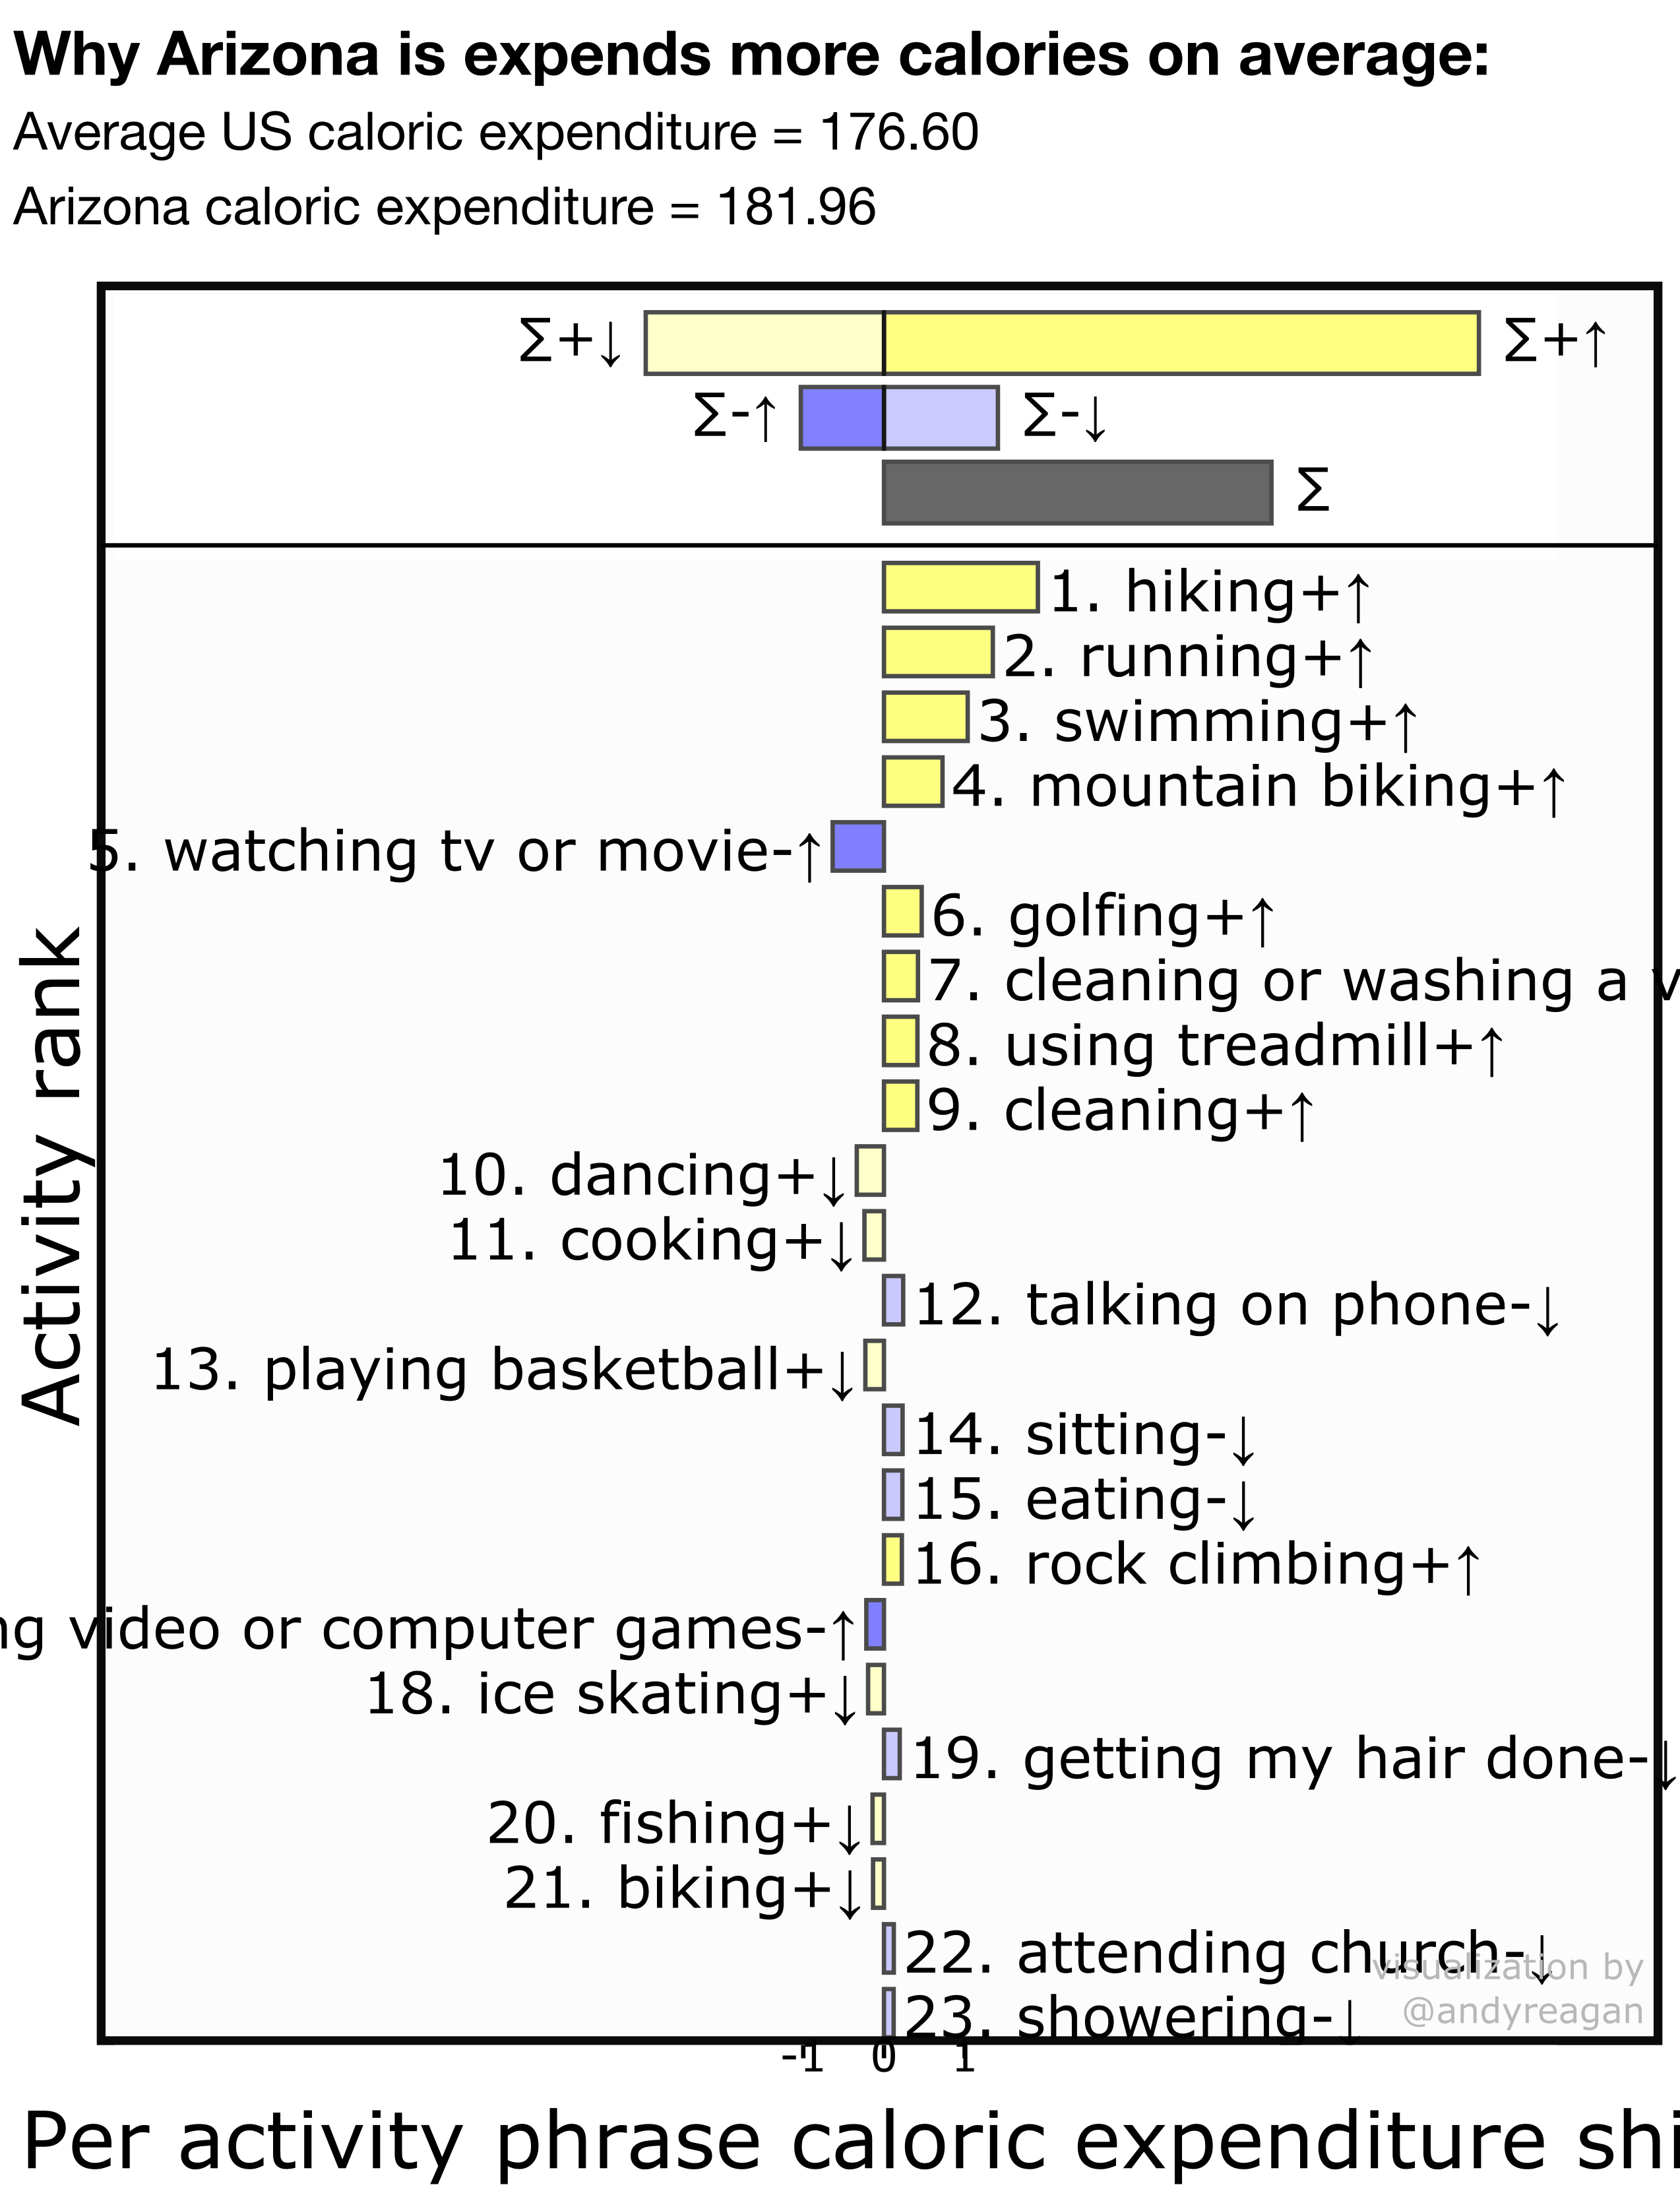 Why Arizona is expends more calories on average:
Average US caloric expenditure = 176.60
Arizona caloric expenditure = 181.96
Σ+↓ Σ+↑
Σ-↑ Σ-↓
Σ
1. hiking+↑
2. running+↑
3. swimming+↑
4. mountain biking+↑
5. watching tv or movie-↑
6. golfing+↑
7. cleaning or washing a
8. using treadmill+↑
9. cleaning+↑
10. dancing+↓
11. cooking+↓
12. talking on phone-↓
13. playing basketball+↓
14. sitting-↓
15. eating-↓
16. rock climbing+↑
video or computer games-↑
18. ice skating+↓
19. getting my hair done-↓
20. fishing+↓
21. biking+↓
22. attending church-↓
23. showering-↓
visualization by
@andyreagan
Activity rank
-1 0 1
Per activity phrase caloric expenditure